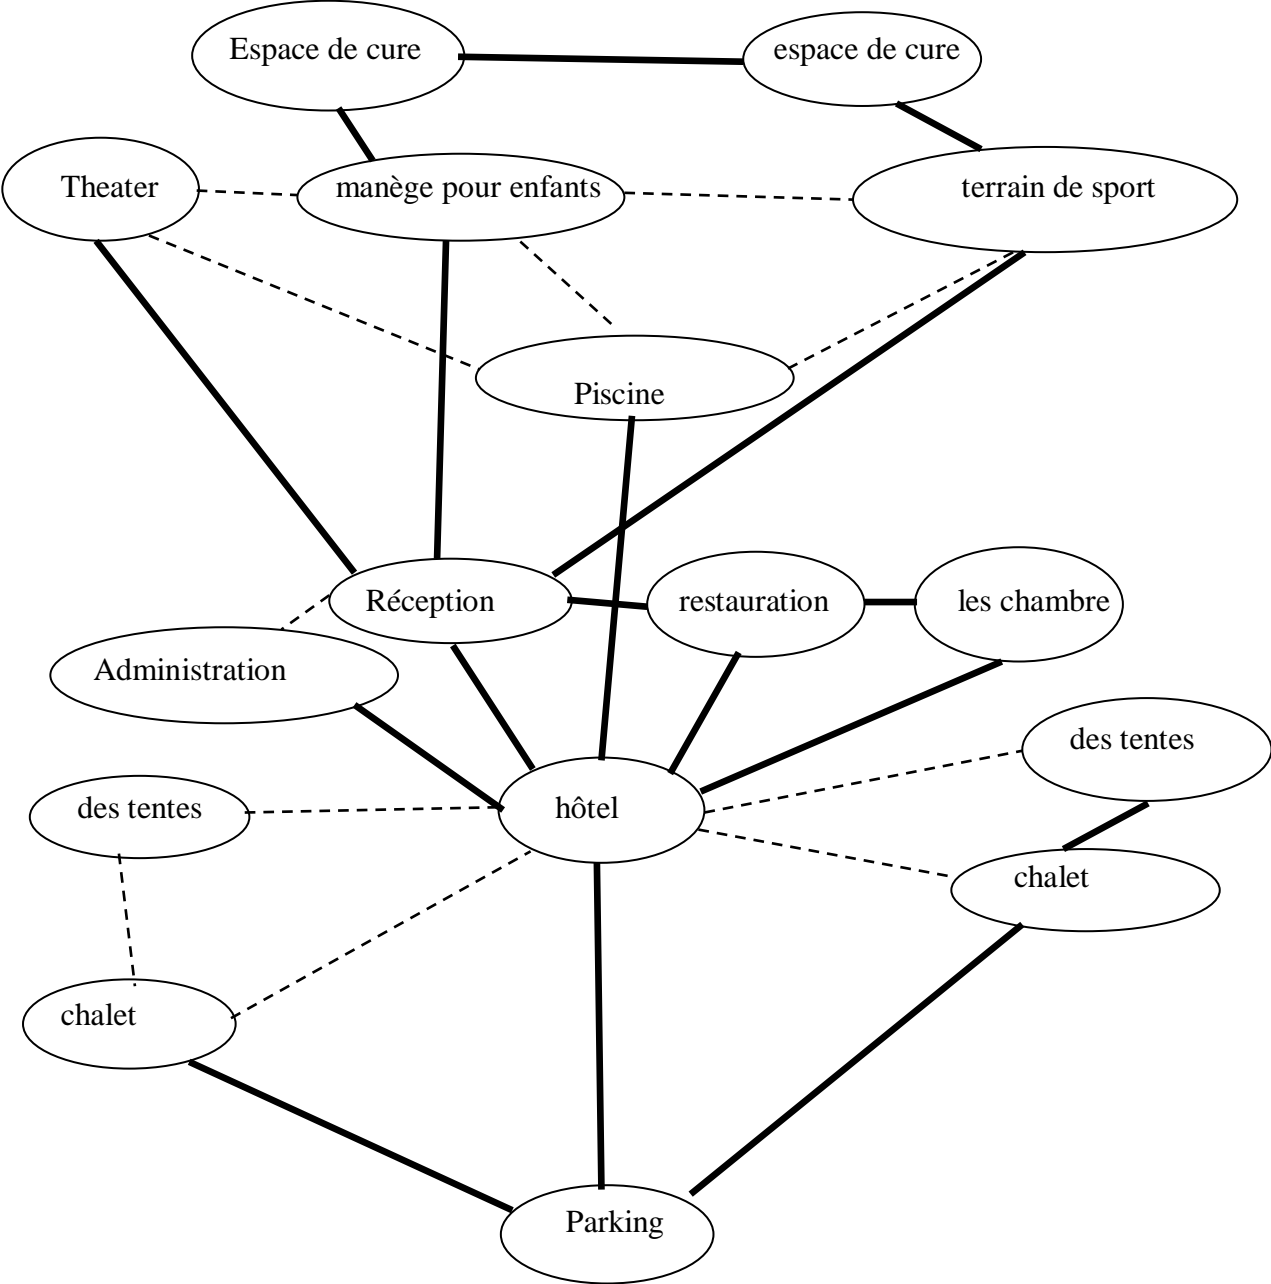 Espace de cure
espace de cure
Theater
manège pour enfants
terrain de sport
Piscine
Réception
restauration
les chambre
Administration
des tentes
des tentes
hôtel
chalet
chalet
Parking